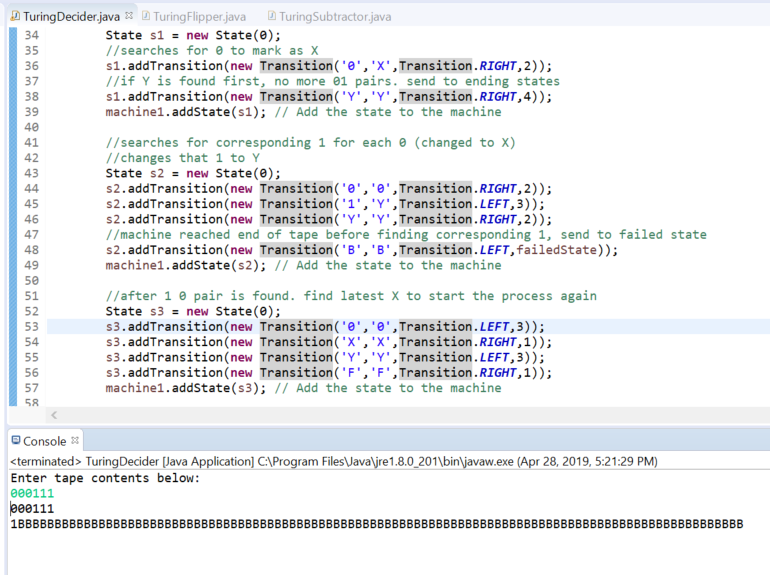 TuringDecider.java TuringFlipper.java TuringSubtractor.java
34 State s1 = new State(0);
35 //searches for 0 to mark as X
36 s1.addTransition(new Transition('0','X',Transition.RIGHT,2));
37 //if Y is found first, no more 01 pairs. send to ending states
38 s1.addTransition(new Transition('Y','Y',Transition.RIGHT,4));
39 machine1.addState(s1); // Add the state to the machine
40
41 //searches for corresponding 1 for each 0 (changed to X)
42 //changes that 1 to Y
43 State s2 = new State(0);
44 s2.addTransition(new Transition('0','0',Transition.RIGHT,2));
45 s2.addTransition(new Transition('1','Y',Transition.LEFT,3));
46 s2.addTransition(new Transition('Y','Y',Transition.RIGHT,2));
47 //machine reached end of tape before finding corresponding 1, send to failed state
48 s2.addTransition(new Transition('B','B',Transition.LEFT,failedState));
49 machine1.addState(s2); // Add the state to the machine
50
51 //after 1 0 pair is found. find latest X to start the process again
52 State s3 = new State(0);
53 s3.addTransition(new Transition('0','0',Transition.LEFT,3));
54 s3.addTransition(new Transition('X','X',Transition.RIGHT,1));
55 s3.addTransition(new Transition('Y','Y',Transition.LEFT,3));
56 s3.addTransition(new Transition('F','F',Transition.RIGHT,1));
57 machine1.addState(s3); // Add the state to the machine
58
Console
<terminated> TuringDecider [Java Application] C:\Program Files\Java\jre1.8.0_201\bin\javaw.exe (Apr 28, 2019, 5:21:29 PM)
Enter tape contents below:
000111
000111
1BBBBBBBBBBBBBBBBBBBBBBBBBBBBBBBBBBBBBBBBBBBBBBBBBBBBBBBBBBBBBBBBBBBBBBBBBBBBBBBBBBBBBBBBBBBBBBBBBB